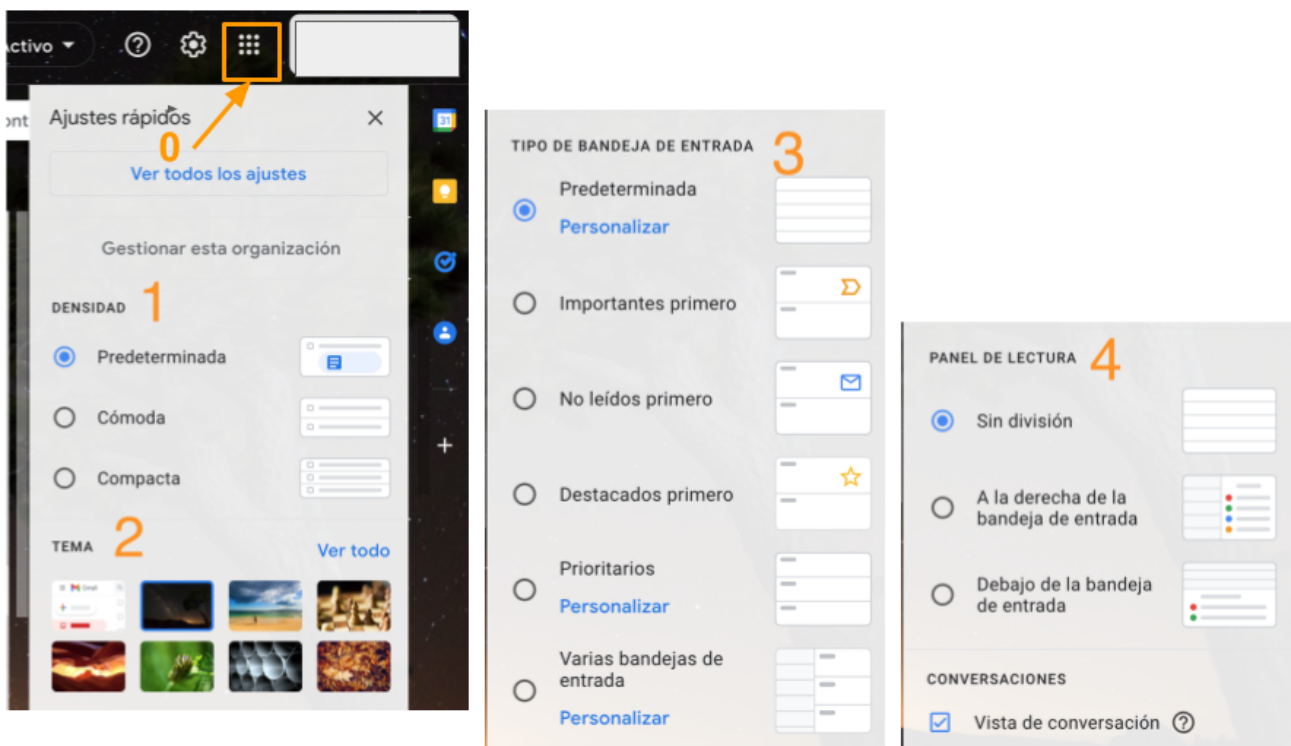 Activo
Ajustes rápidos
0
Ver todos los ajustes
31
Gestionar esta organización
DENSIDAD 1
Predeterminada
Cómoda
Compacta
TEMA 2 Ver todo
Gmail
TIPO DE BANDEJA DE ENTRADA 3
Predeterminada
Personalizar
Importantes primero
No leídos primero
Destacados primero
Prioritarios
Personalizar
Varias bandejas de
entrada
Personalizar
PANEL DE LECTURA 4
Sin división
A la derecha de la
bandeja de entrada
Debajo de la bandeja
de entrada
CONVERSACIONES
Vista de conversación